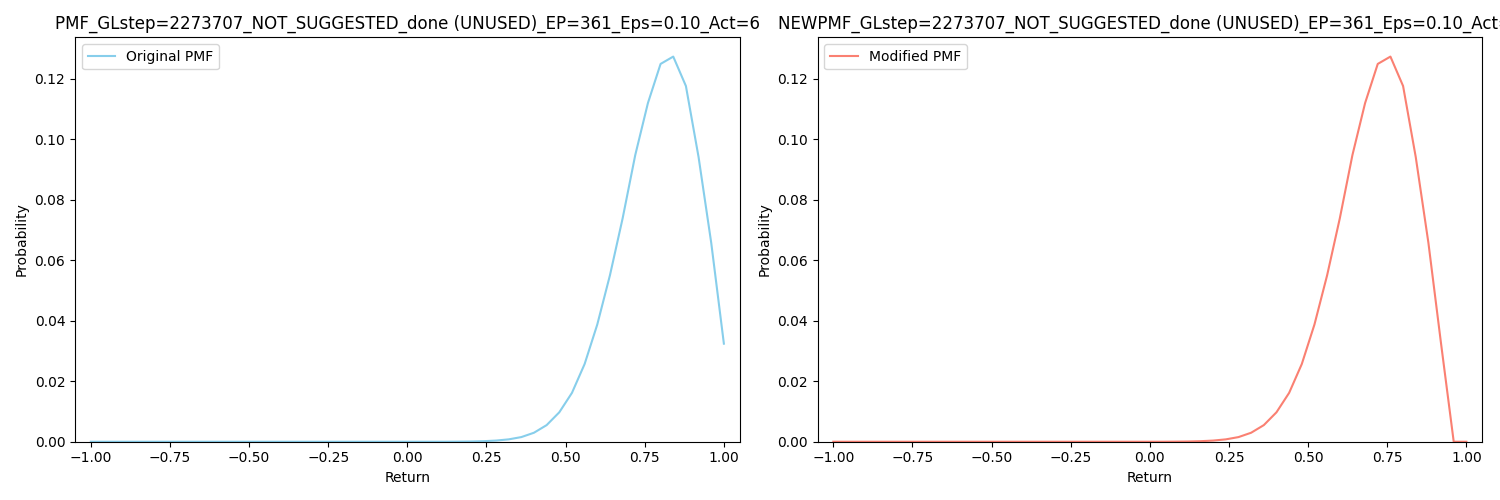 PMF_GLstep=2273707_NOT_SUGGESTED_done (UNUSED)_EP=361_Eps=0.10_Act=6
Original PMF
0.12
0.10
0.08
0.06
0.04
0.02
0.00
Probability
−1.00 −0.75 −0.50 −0.25 0.00 0.25 0.50 0.75 1.00
Return
NEWPMF_GLstep=2273707_NOT_SUGGESTED_done (UNUSED)_EP=361_Eps=0.10_Act=
Modified PMF
0.12
0.10
0.08
0.06
0.04
0.02
0.00
Probability
−1.00 −0.75 −0.50 −0.25 0.00 0.25 0.50 0.75 1.00
Return